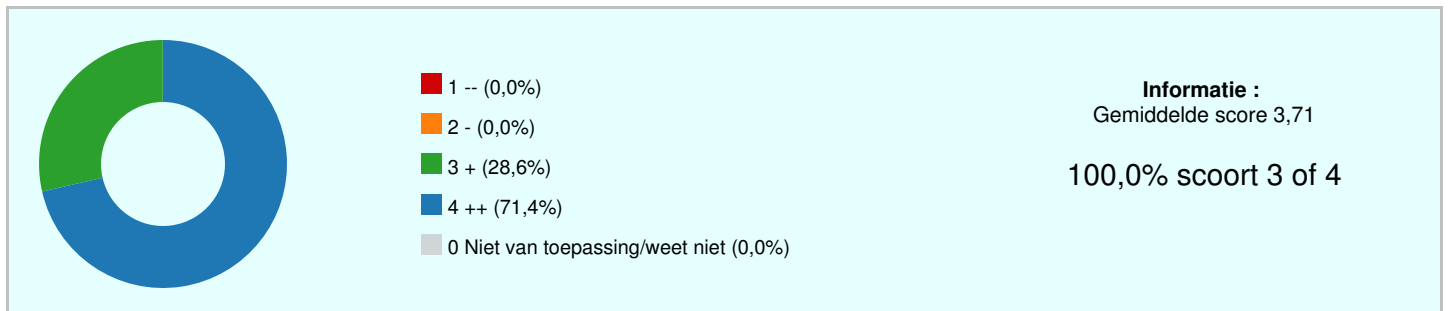 1 -- (0,0%)
2 - (0,0%)
3 + (28,6%)
4 ++ (71,4%)
0 Niet van toepassing/weet niet (0,0%)
Informatie :
Gemiddelde score 3,71
100,0% scoort 3 of 4